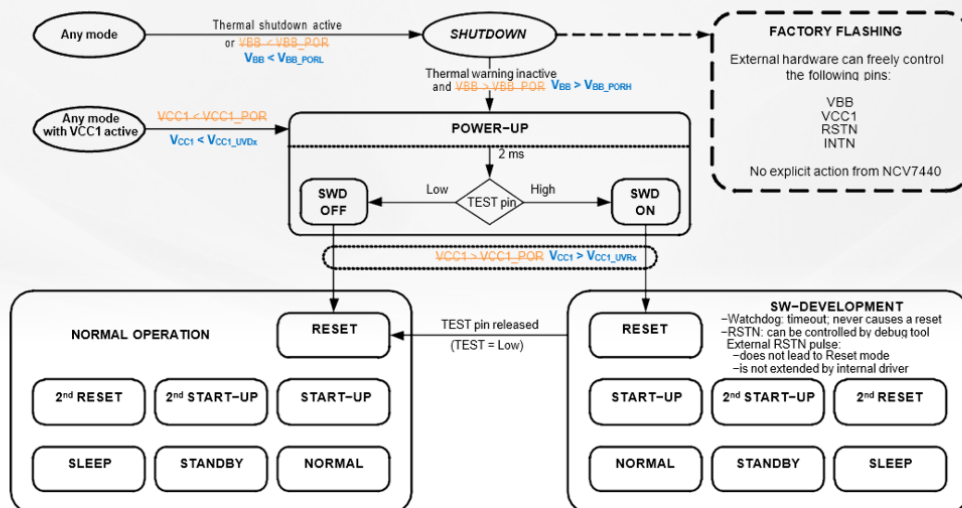 Any mode
Thermal shutdown active
or VBB < VBB_POR
VBB < VBB_PORL
SHUTDOWN
FACTORY FLASHING
External hardware can freely control
the following pins:
VBB
VCC1
RSTN
INTN
No explicit action from NCV7440
Thermal warning inactive
and VBB > VBB_POR VBB > VBB_PORH
Any mode
with VCC1 active
VCC1 < VCC1_POR
VCC1 < VCC1_UVDx
POWER−UP
2 ms
SWD
OFF
Low
TEST pin
High
SWD
ON
VCC1 > VCC1_POR VCC1 > VCC1_UVRx
NORMAL OPERATION
RESET
2nd RESET
2nd START−UP
START−UP
SLEEP
STANDBY
NORMAL
TEST pin released
(TEST = Low)
SW−DEVELOPMENT
−Watchdog: timeout; never causes a reset
−RSTN: can be controlled by debug tool
External RSTN pulse:
−does not lead to Reset mode
−is not extended by internal driver
RESET
START−UP
2nd START−UP
2nd RESET
NORMAL
STANDBY
SLEEP